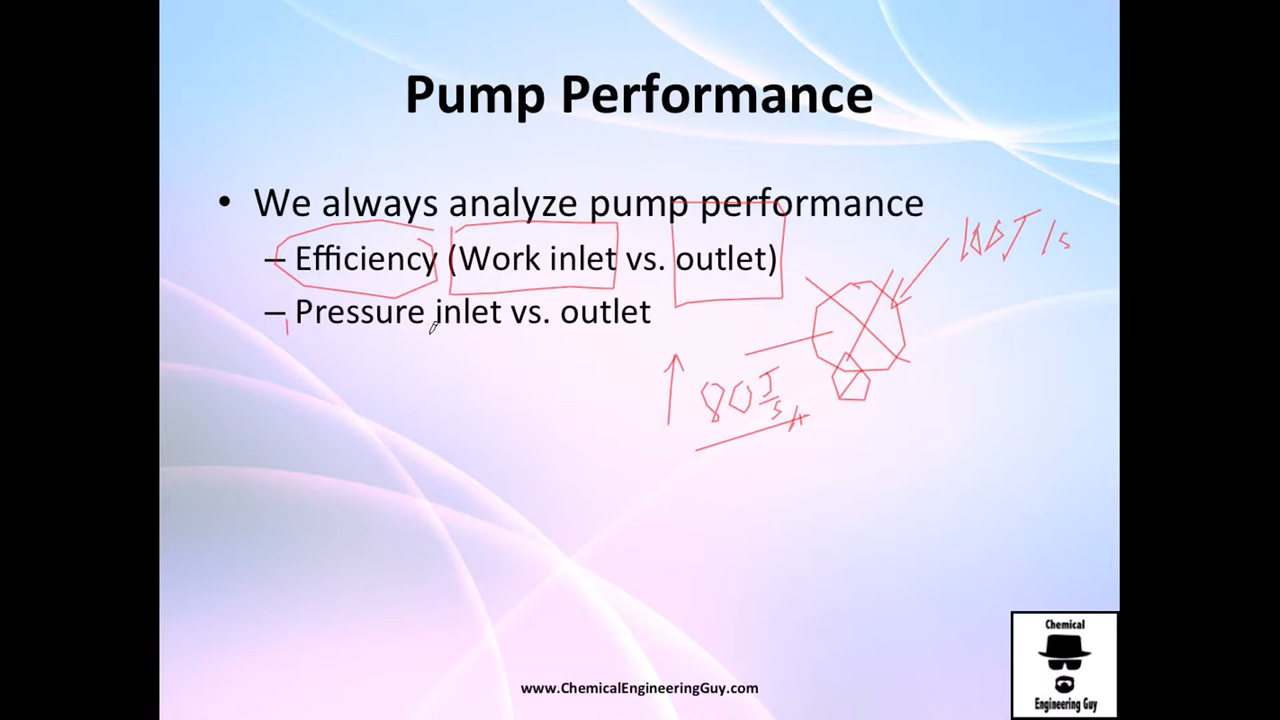 Pump Performance
• We always analyze pump performance
– Efficiency (Work inlet vs. outlet)
– Pressure inlet vs. outlet
100J/s
80 J/s
Chemical
Engineering Guy
www.ChemicalEngineeringGuy.com